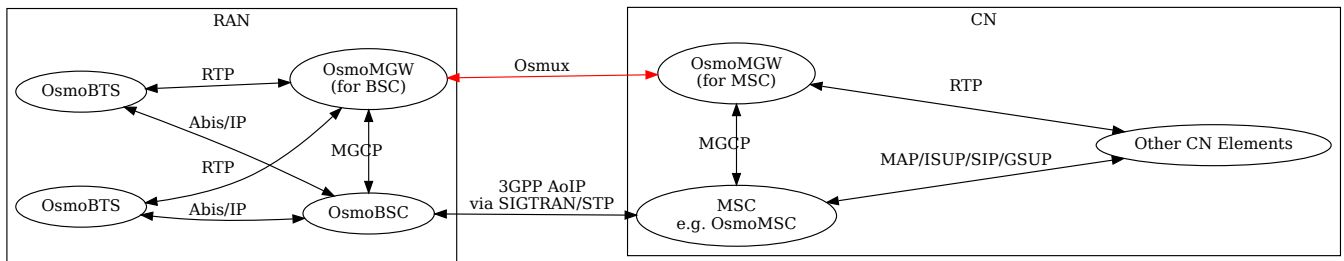 RAN
CN
OsmoBTS
RTP
OsmoMGW
(for BSC)
Osmux
OsmoMGW
(for MSC)
RTP
Abis/IP
MGCP
MGCP
Other CN Elements
RTP
MAP/ISUP/SIP/GSUP
OsmoBTS
Abis/IP
OsmoBSC
3GPP AoIP
via SIGTRAN/STP
MSC
e.g. OsmoMSC